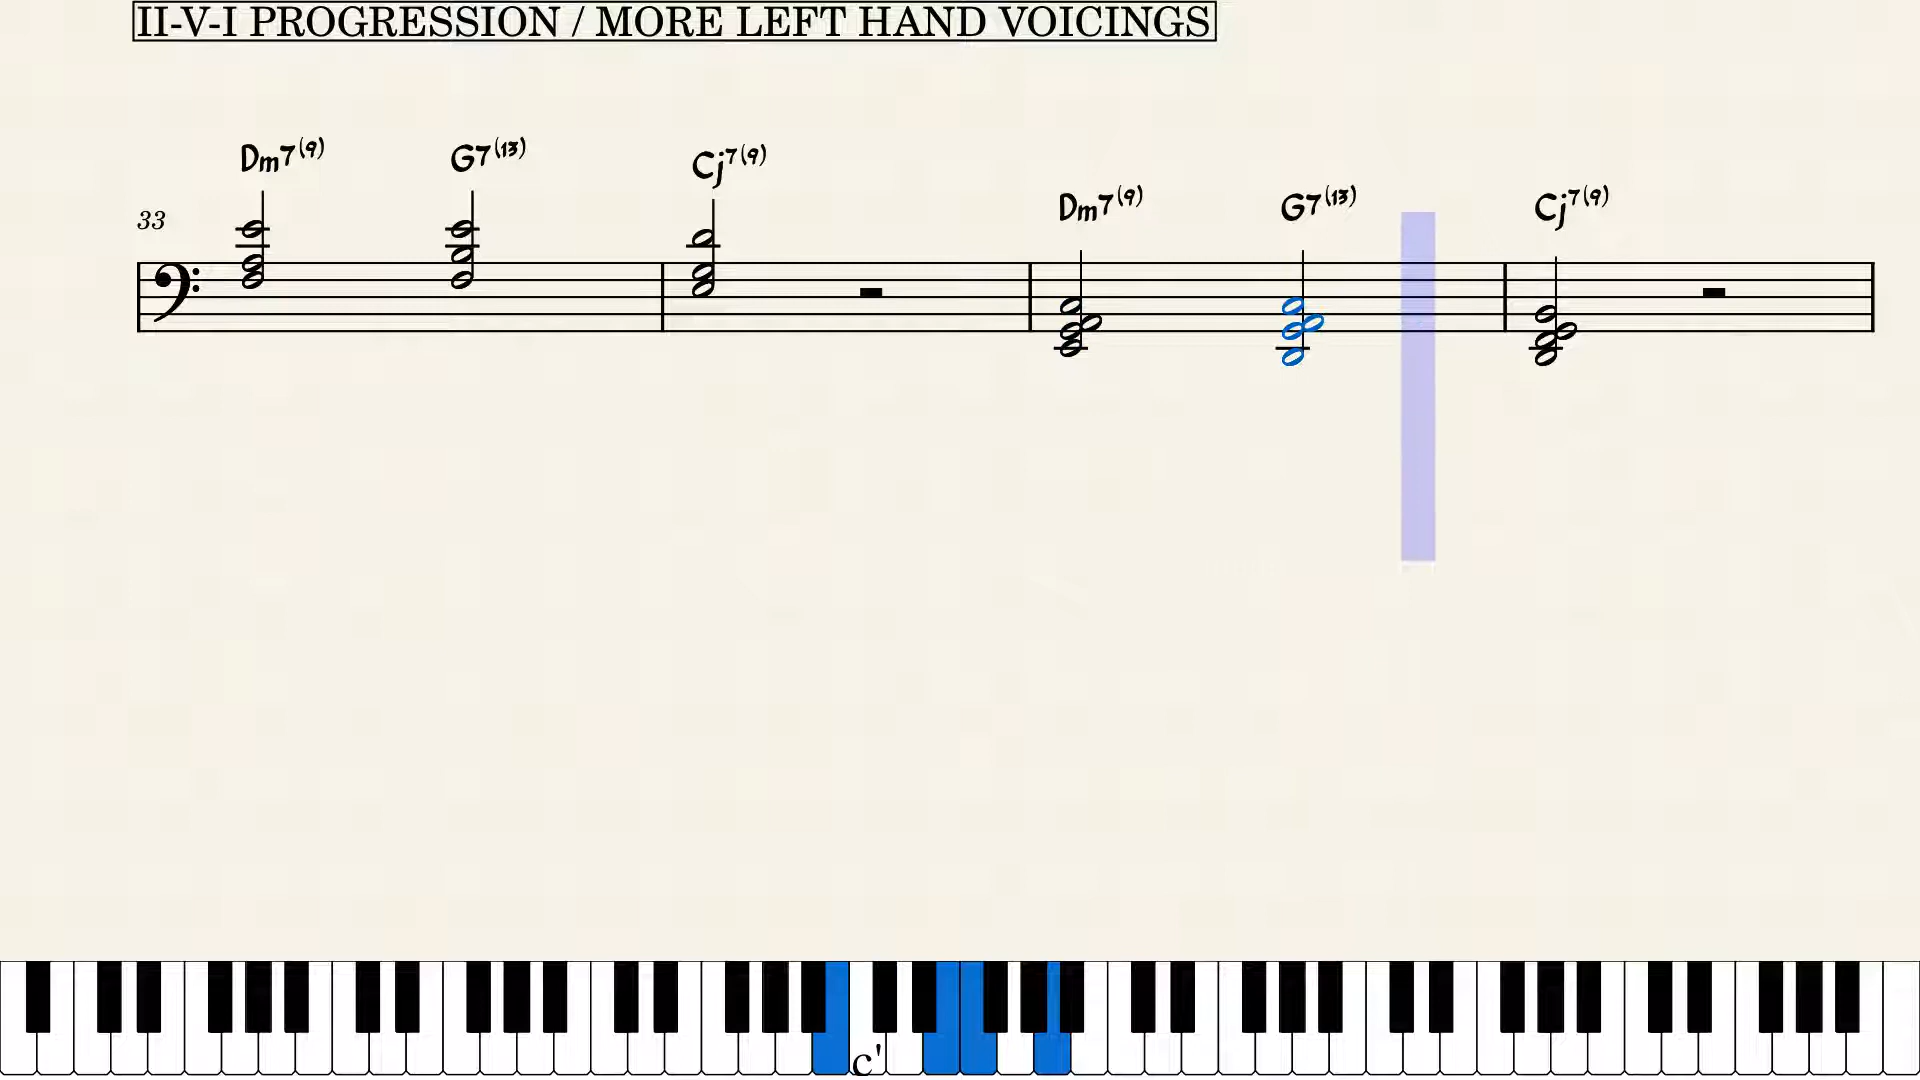 II-V-I PROGRESSION / MORE LEFT HAND VOICINGS
Dm7(9) G7(13) Cj7(9) Dm7(9) G7(13) Cj7(9)
33
c'